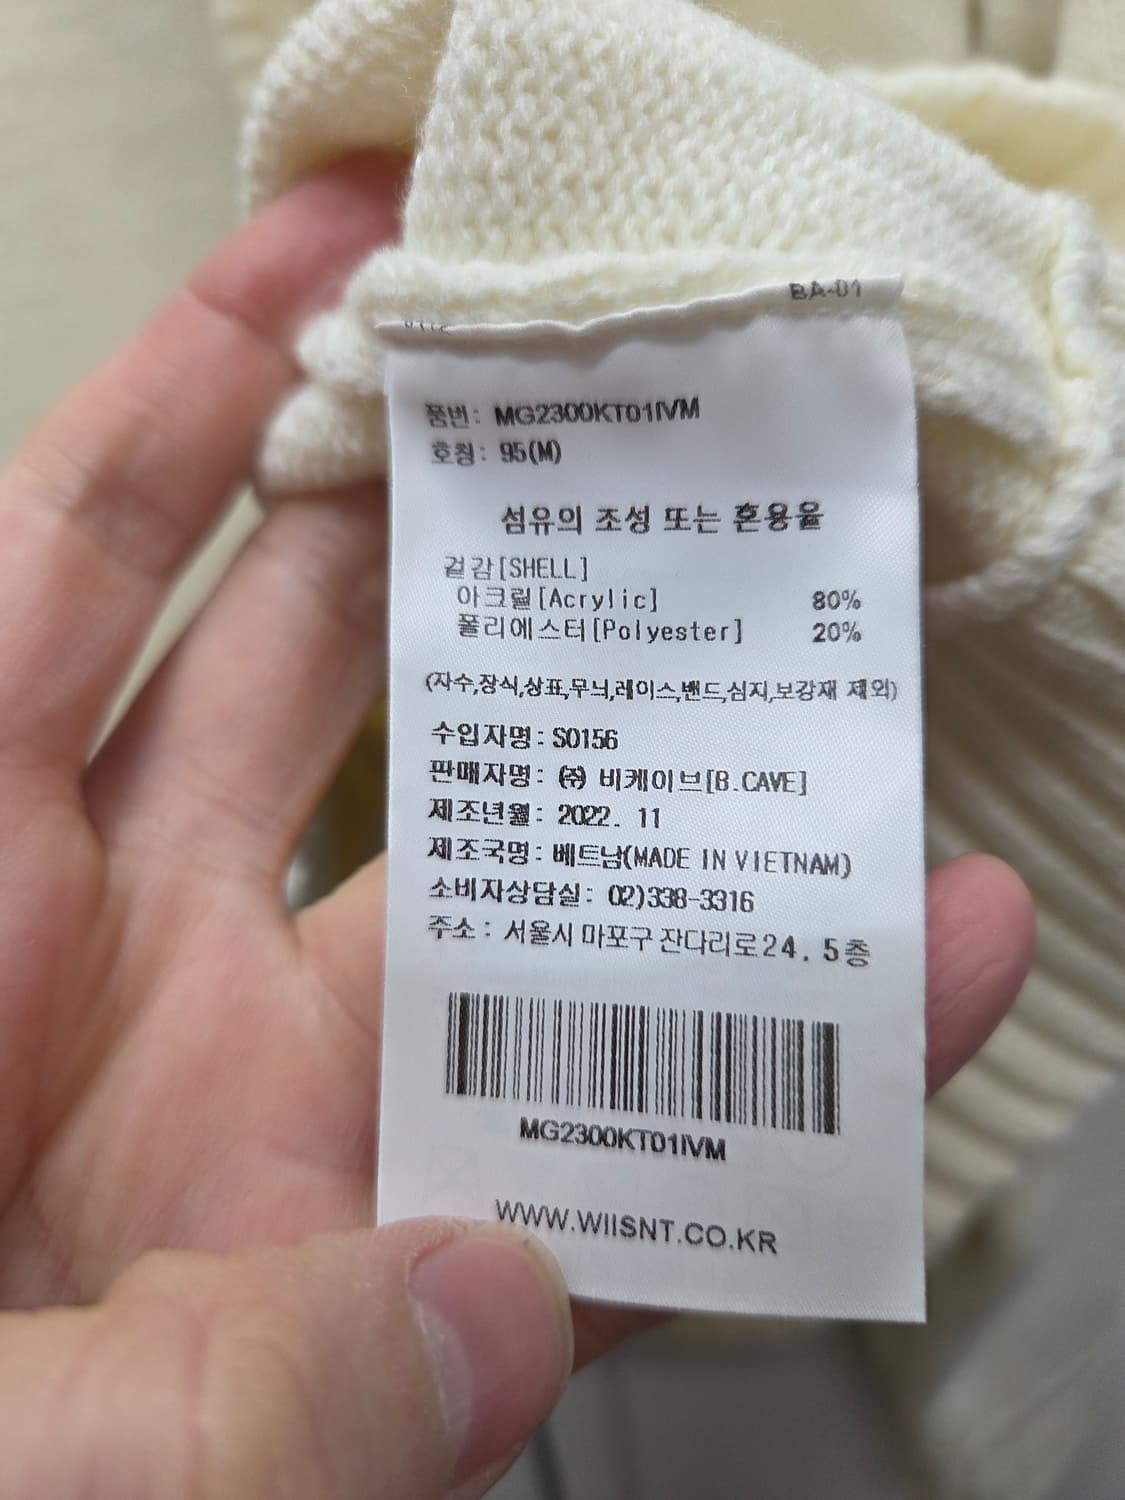 BA-01
품번: MG2300KT01IVM
호칭: 95(M)
섬유의 조성 또는 혼용율
겉감[SHELL]
아크릴[Acrylic] 80%
폴리에스터[Polyester] 20%
(자수,장식,상표,무늬,레이스,밴드,심지,보강재 제외)
수입자명: S0156
판매자명: ㈜ 비케이브[B.CAVE]
제조년월: 2022. 11
제조국명: 베트남(MADE IN VIETNAM)
소비자상담실: 02)338-3316
주소: 서울시 마포구 잔다리로24, 5층
MG2300KT01IVM
WWW.WIISNT.CO.KR